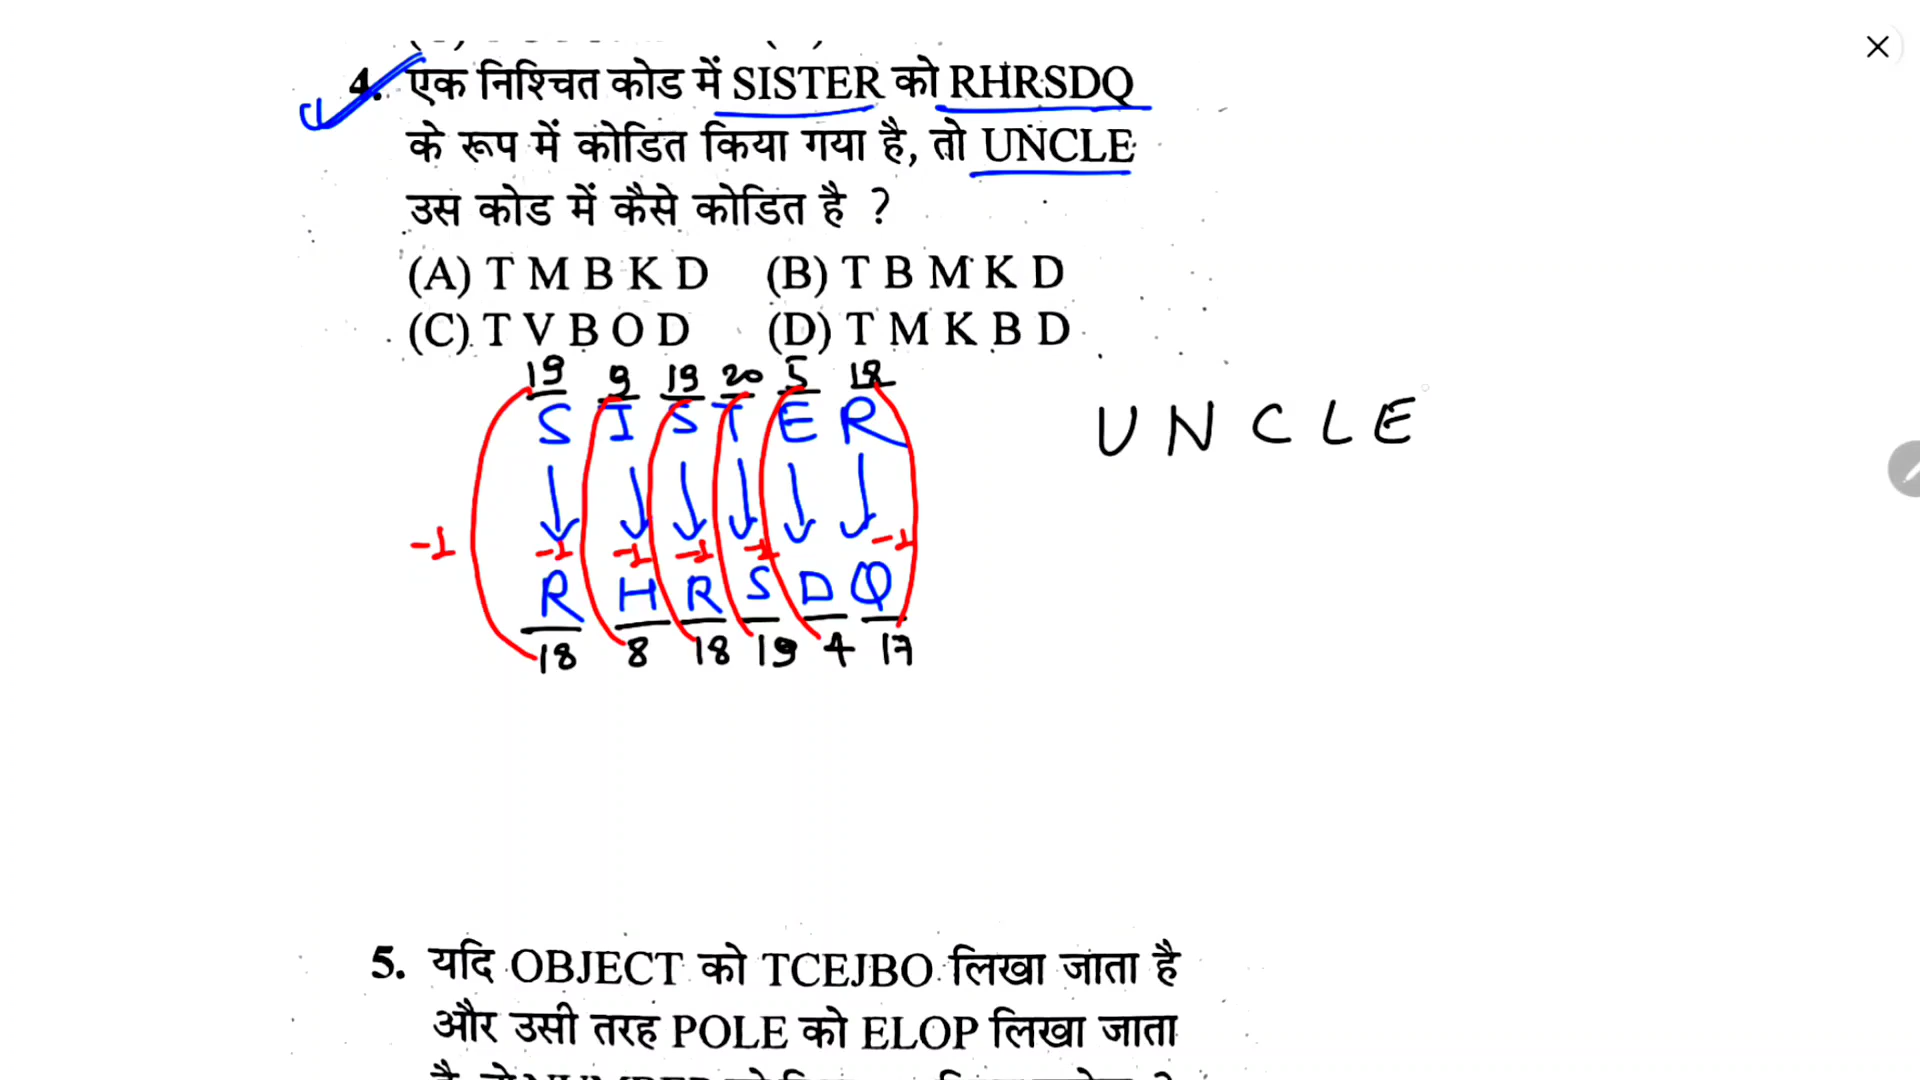 4. एक निश्चित कोड में SISTER को RHRSDQ
के रूप में कोडित किया गया है, तो UNCLE
उस कोड में कैसे कोडित है ?
(A) T M B K D (B) T B M K D
(C) T V B O D (D) T M K B D
19 9 19 20 5 18
S I S T E R
U N C L E
-1 -1 -1 -1 -1 -1
R H R S D Q
18 8 18 19 4 17
5. यदि OBJECT को TCEJBO लिखा जाता है
और उसी तरह POLE को ELOP लिखा जाता